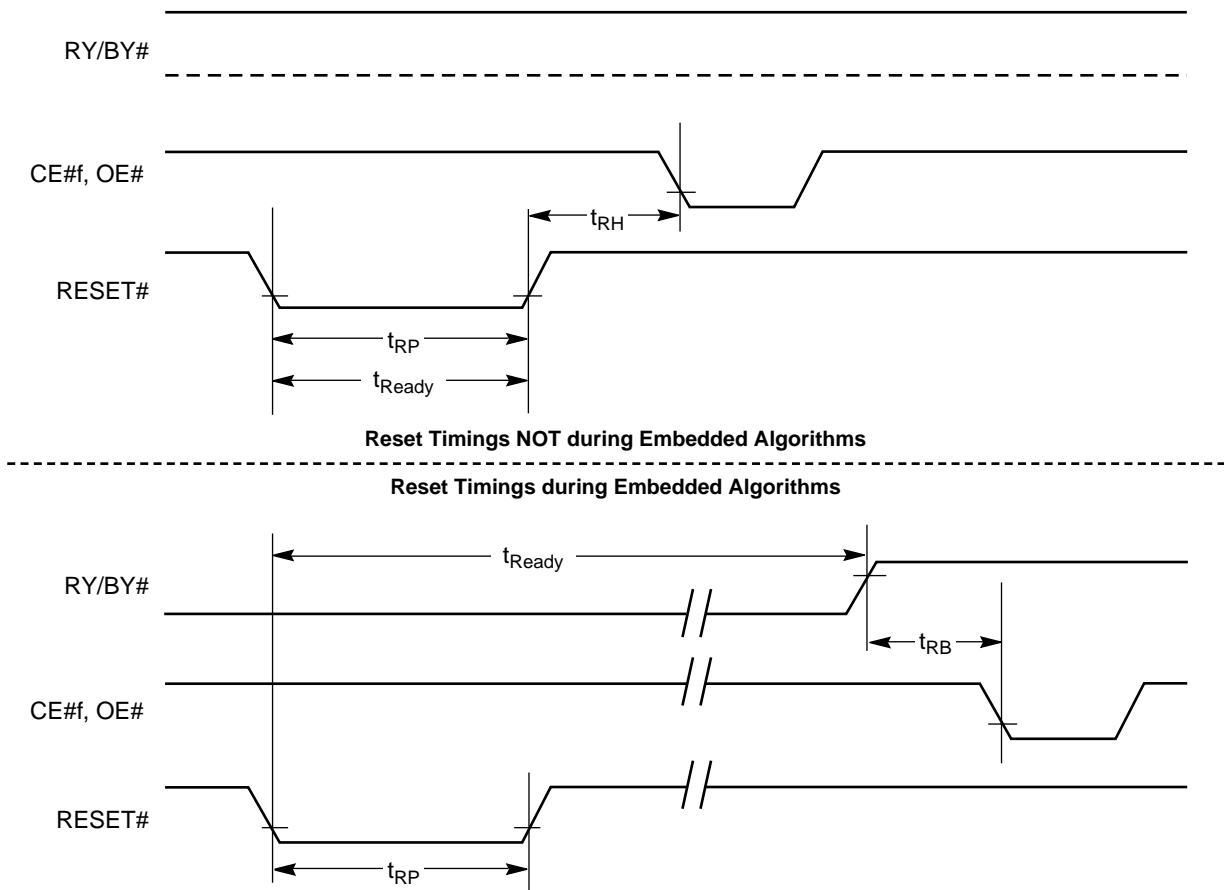 RY/BY#
CE#f, OE#
tRH
RESET#
tRP
tReady
Reset Timings NOT during Embedded Algorithms
Reset Timings during Embedded Algorithms
tReady
RY/BY#
tRB
CE#f, OE#
RESET#
tRP